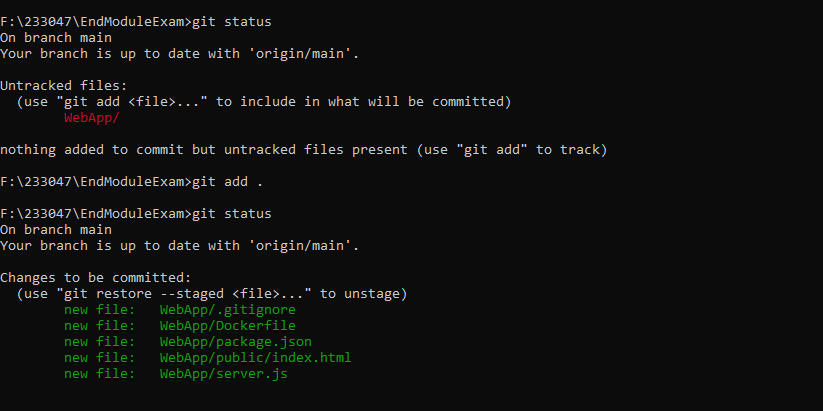 F:\233047\EndModuleExam>git status
On branch main
Your branch is up to date with 'origin/main'.
Untracked files:
  (use "git add <file>..." to include in what will be committed)
        WebApp/
nothing added to commit but untracked files present (use "git add" to track)
F:\233047\EndModuleExam>git add .
F:\233047\EndModuleExam>git status
On branch main
Your branch is up to date with 'origin/main'.
Changes to be committed:
  (use "git restore --staged <file>..." to unstage)
        new file:   WebApp/.gitignore
        new file:   WebApp/Dockerfile
        new file:   WebApp/package.json
        new file:   WebApp/public/index.html
        new file:   WebApp/server.js